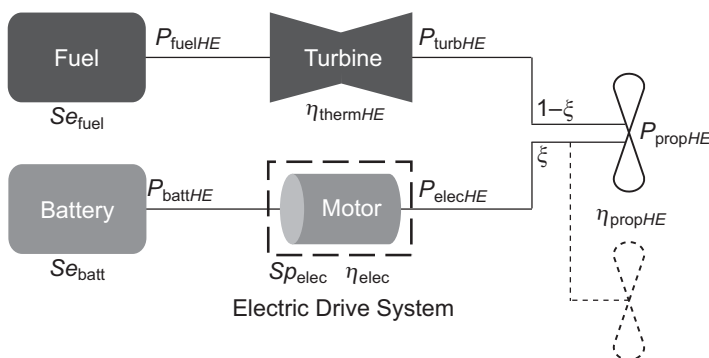 Fuel
P_fuelHE
Turbine
P_turbHE
Se_fuel
η_thermHE
1–ξ
P_propHE
ξ
Battery
P_battHE
Motor
P_elecHE
η_propHE
Se_batt
Sp_elec η_elec
Electric Drive System